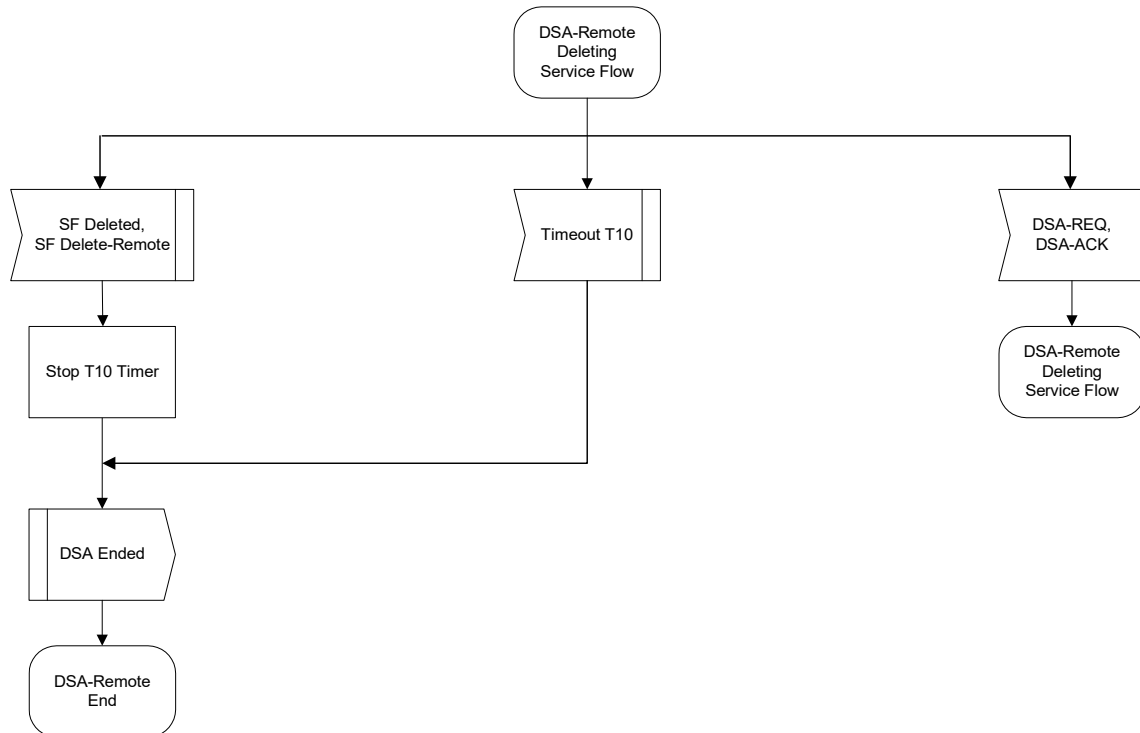 DSA-Remote
Deleting
Service Flow
SF Deleted,
SF Delete-Remote
Timeout T10
DSA-REQ,
DSA-ACK
Stop T10 Timer
DSA-Remote
Deleting
Service Flow
DSA Ended
DSA-Remote
End